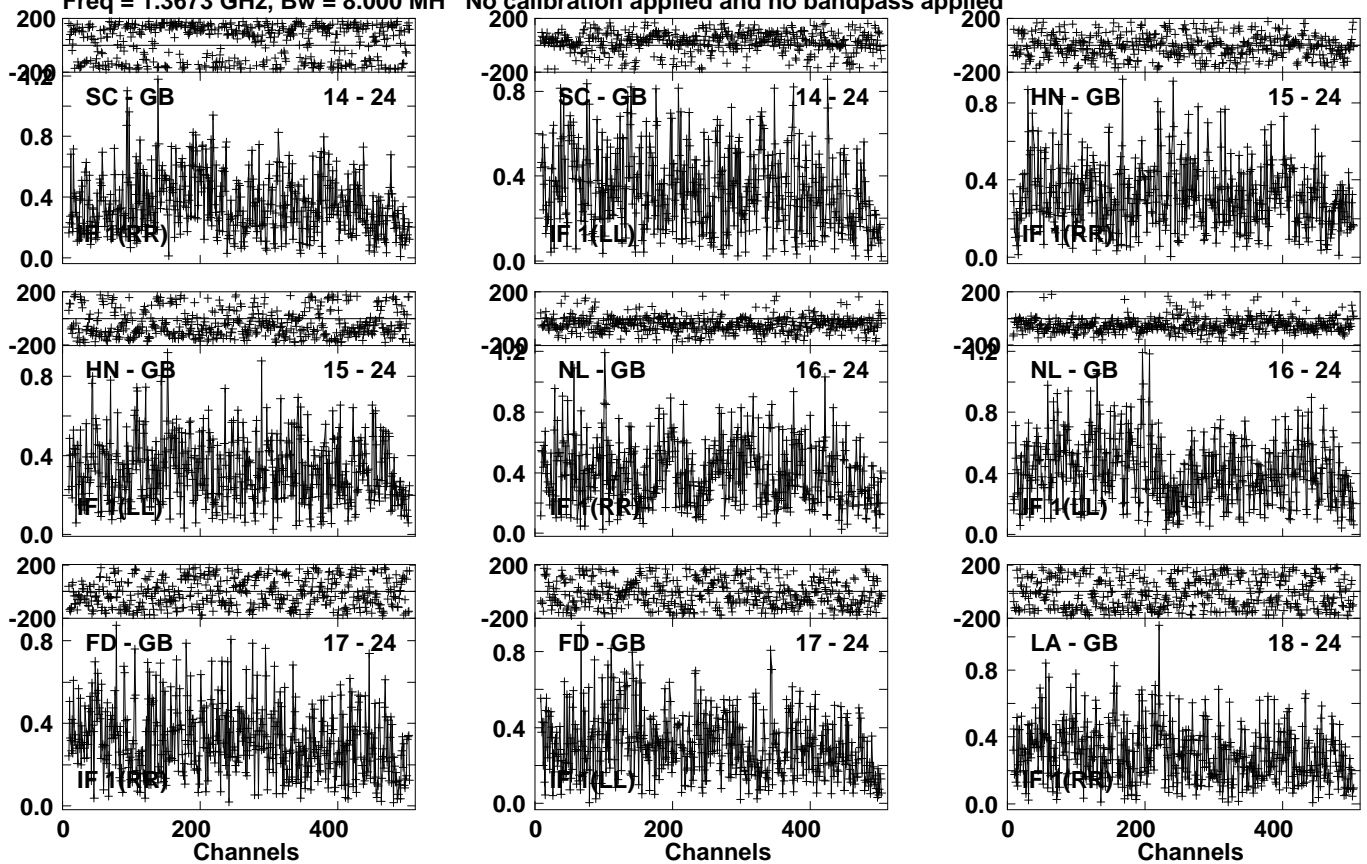 Freq = 1.3673 GHz, Bw = 8.000 MH No calibration applied and no bandpass applied
200 200 200
-200 -200 -200
1.2 SC - GB 14 - 24 0.8 SC - GB 14 - 24 0.8 HN - GB 15 - 24
0.8
0.4 0.4 0.4
IF 1(RR) IF 1(LL) IF 1(RR)
0.0 0.0 0.0
200 200 200
-200 -200 -200
1.2 1.2
HN - GB 15 - 24 NL - GB 16 - 24 NL - GB 16 - 24
0.8 0.8 0.8
0.4 0.4 0.4
IF 1(LL) IF 1(RR) IF 1(LL)
0.0 0.0 0.0
200 200 200
-200 -200 -200
FD - GB 17 - 24 FD - GB 17 - 24 LA - GB 18 - 24
0.8 0.8 0.8
0.4 0.4 0.4
IF 1(RR) IF 1(LL) IF 1(RR)
0.0 0.0 0.0
0 200 400 0 200 400 0 200 400
Channels Channels Channels